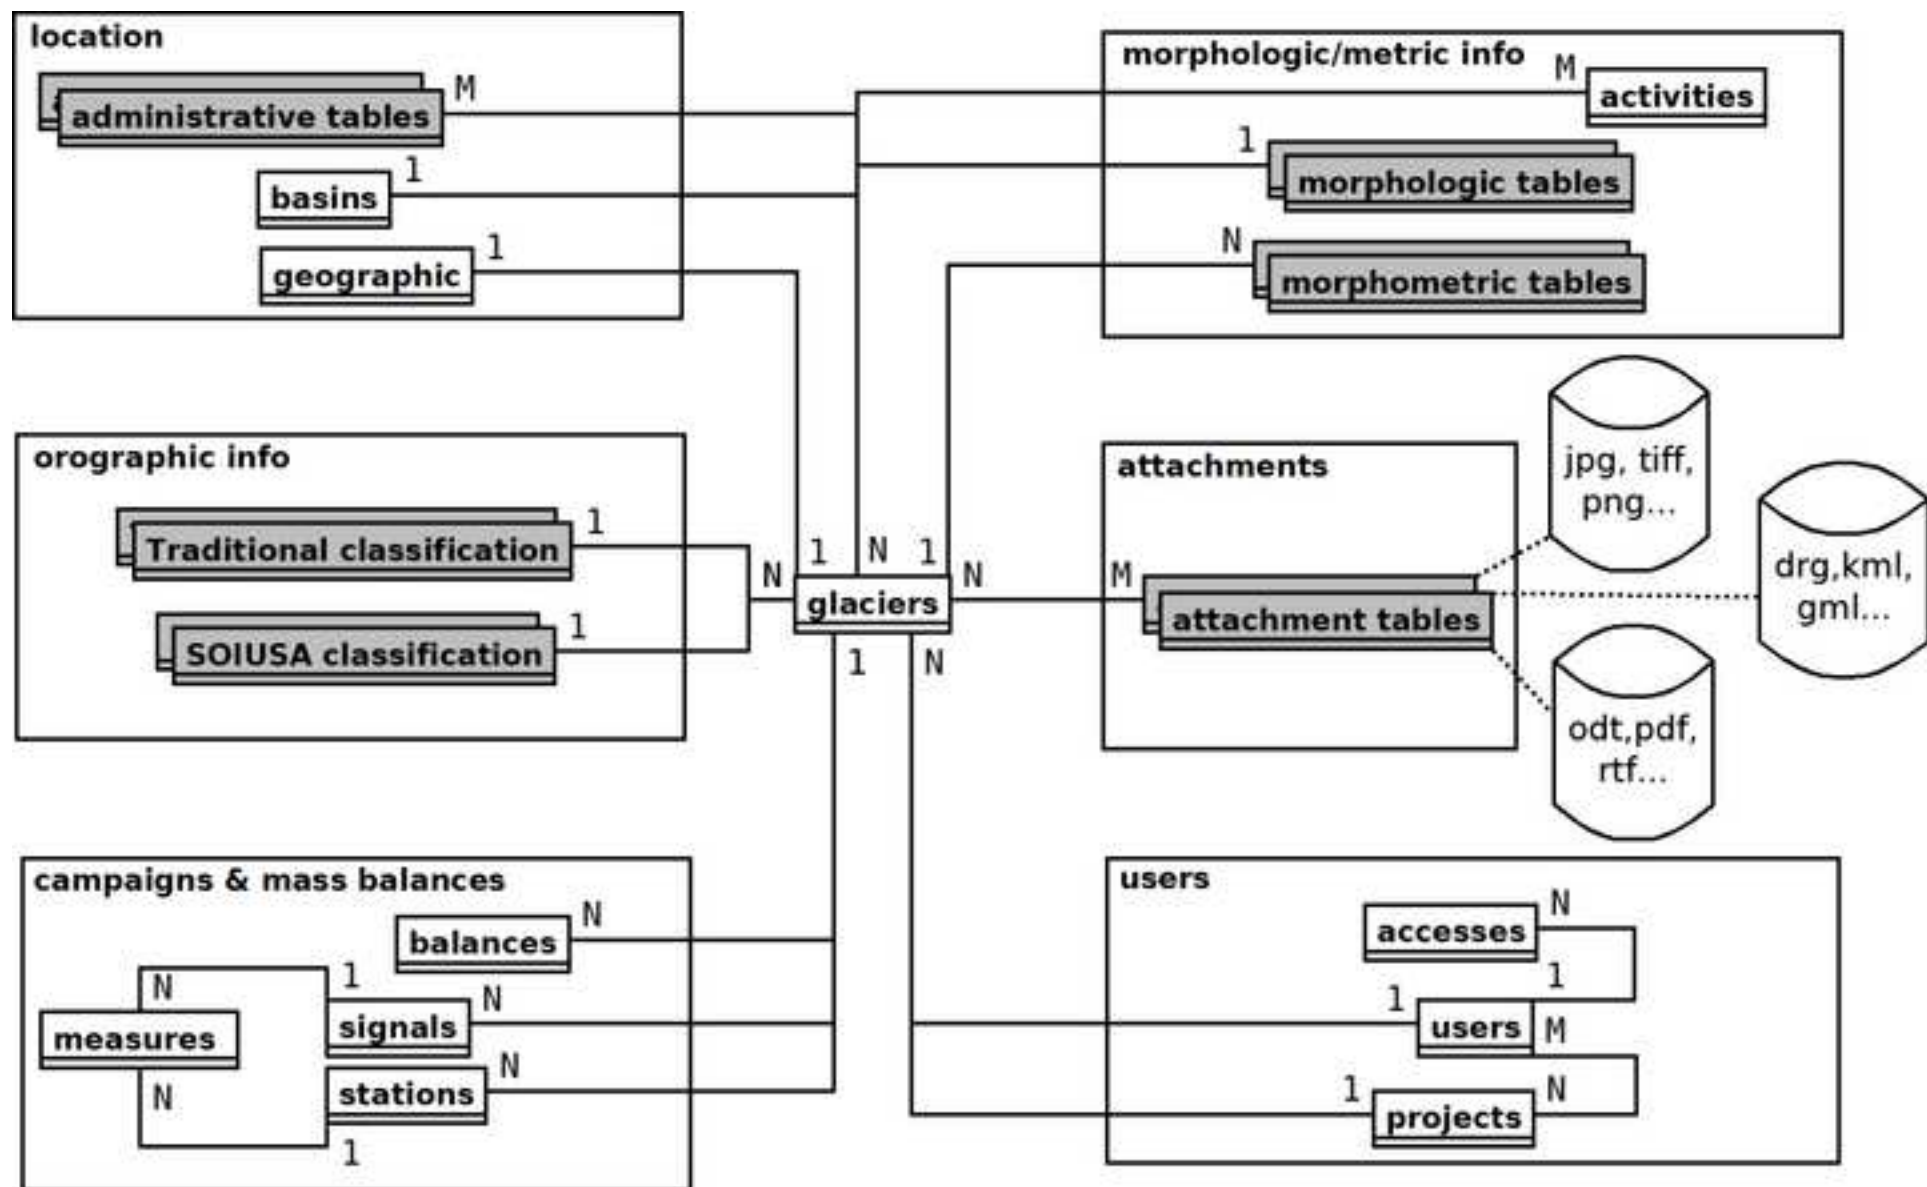 location
administrative tables
M
basins
1
geographic
1
morphologic/metric info
M
activities
1
morphologic tables
N
morphometric tables
orographic info
Traditional classification
1
SOIUSA classification
1
N
1
N
1
N
glaciers
1
N
attachments
M
attachment tables
jpg, tiff,
png...
drg,kml,
gml...
odt,pdf,
rtf...
campaigns & mass balances
balances
N
N
1
measures
signals
N
N
stations
N
1
users
accesses
N
1
1
users
M
1
projects
N